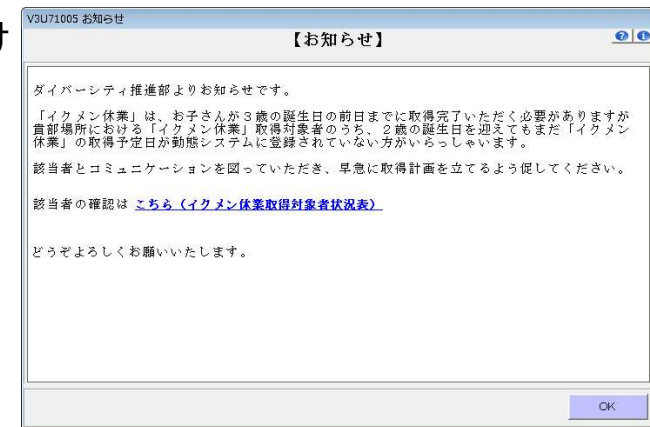 け
V3U71005 お知らせ
【お知らせ】
ダイバーシティ推進部よりお知らせです。
「イクメン休業」は、お子さんが3歳の誕生日の前日までに取得完了いただく必要がありますが
貴部場所における「イクメン休業」取得対象者のうち、2歳の誕生日を迎えてもまだ「イクメン
休業」の取得予定日が勤怠システムに登録されていない方がいらっしゃいます。
該当者とコミュニケーションを図っていただき、早急に取得計画を立てるよう促してください。
該当者の確認は こちら（イクメン休業取得対象者状況表）
どうぞよろしくお願いいたします。
OK